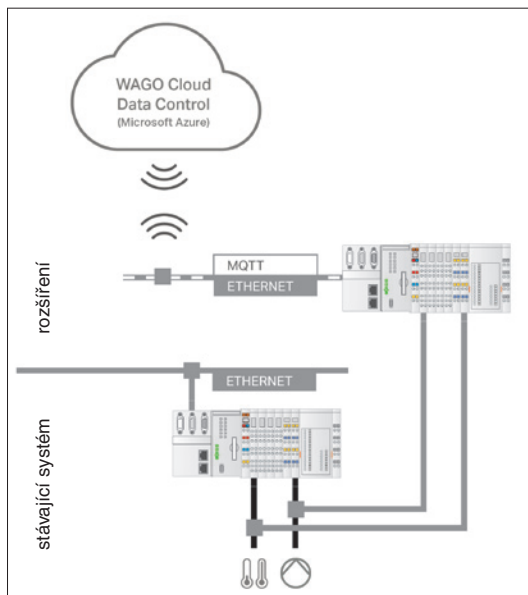 WAGO Cloud
Data Control
(Microsoft Azure)
rozšíření
MQTT
ETHERNET
stávající systém
ETHERNET